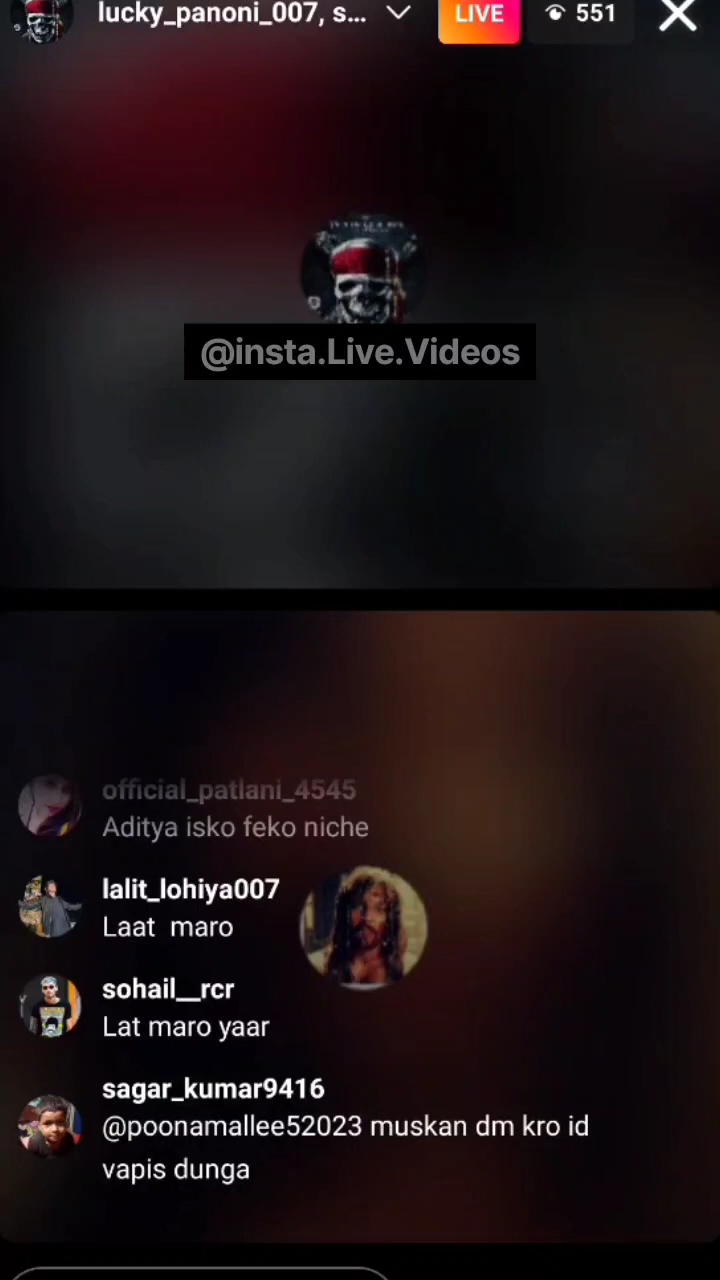 lucky_panoni_007, s...
LIVE
551
@insta.Live.Videos
official_patlani_4545
Aditya isko feko niche
lalit_lohiya007
Laat maro
sohail__rcr
Lat maro yaar
sagar_kumar9416
@poonamallee52023 muskan dm kro id
vapis dunga